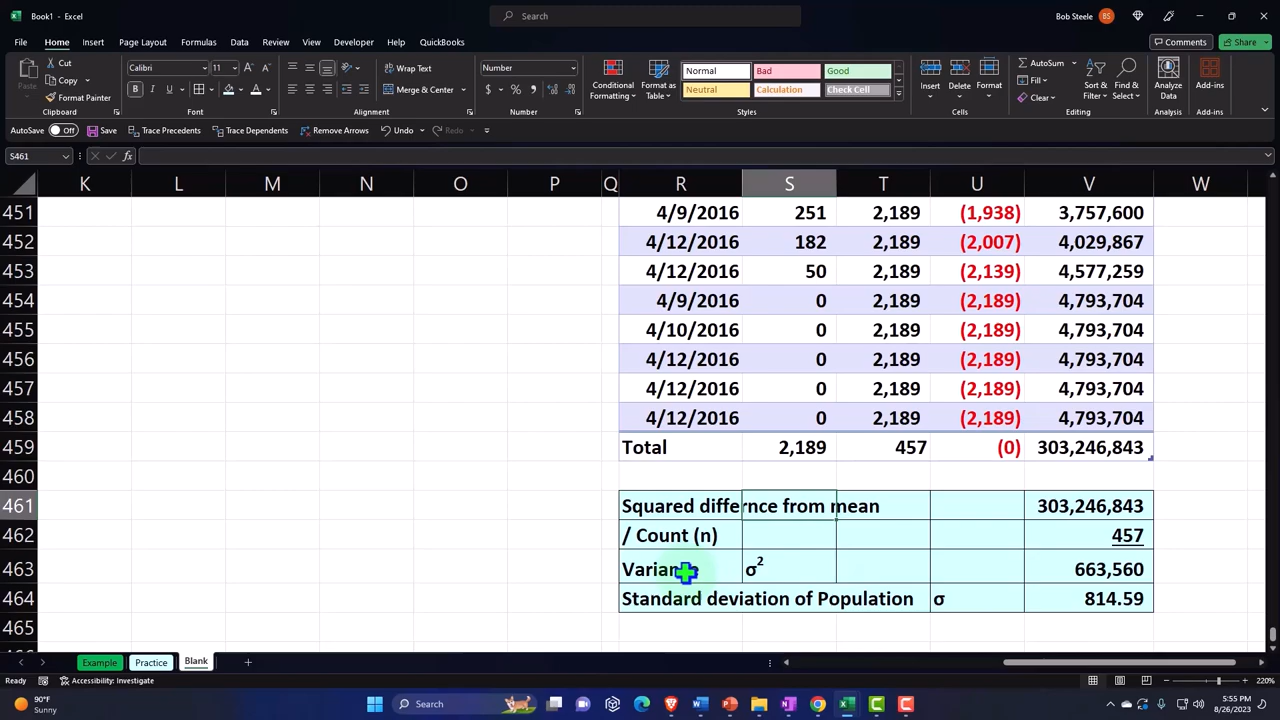 Book1 - Excel
Search
Bob Steele BS
File Home Insert Page Layout Formulas Data Review View Developer Help QuickBooks
Comments Share
Paste
Cut
Copy
Format Painter
Clipboard
Calibri 11
B I U
Font
Wrap Text
Merge & Center
Alignment
Number
$ % ,
Number
Conditional Formatting
Format as Table
Normal Bad Good
Neutral Calculation Check Cell
Styles
Insert Delete Format
Cells
AutoSum
Fill
Clear
Sort & Filter
Find & Select
Editing
Analyze Data
Analysis
Add-ins
Add-ins
AutoSave Off Save Trace Precedents Trace Dependents Remove Arrows Undo Redo
S461 fx
K L M N O P Q R S T U V W
451 4/9/2016 251 2,189 (1,938) 3,757,600
452 4/12/2016 182 2,189 (2,007) 4,029,867
453 4/12/2016 50 2,189 (2,139) 4,577,259
454 4/9/2016 0 2,189 (2,189) 4,793,704
455 4/10/2016 0 2,189 (2,189) 4,793,704
456 4/12/2016 0 2,189 (2,189) 4,793,704
457 4/12/2016 0 2,189 (2,189) 4,793,704
458 4/12/2016 0 2,189 (2,189) 4,793,704
459 Total 2,189 457 (0) 303,246,843
460
461 Squared differnce from mean 303,246,843
462 / Count (n) 457
463 σ² 663,560
464 Standard deviation of Population σ 814.59
465
Example Practice Blank
Ready Accessibility: Investigate 220%
90°F
Sunny
Search
5:55 PM
8/26/2023